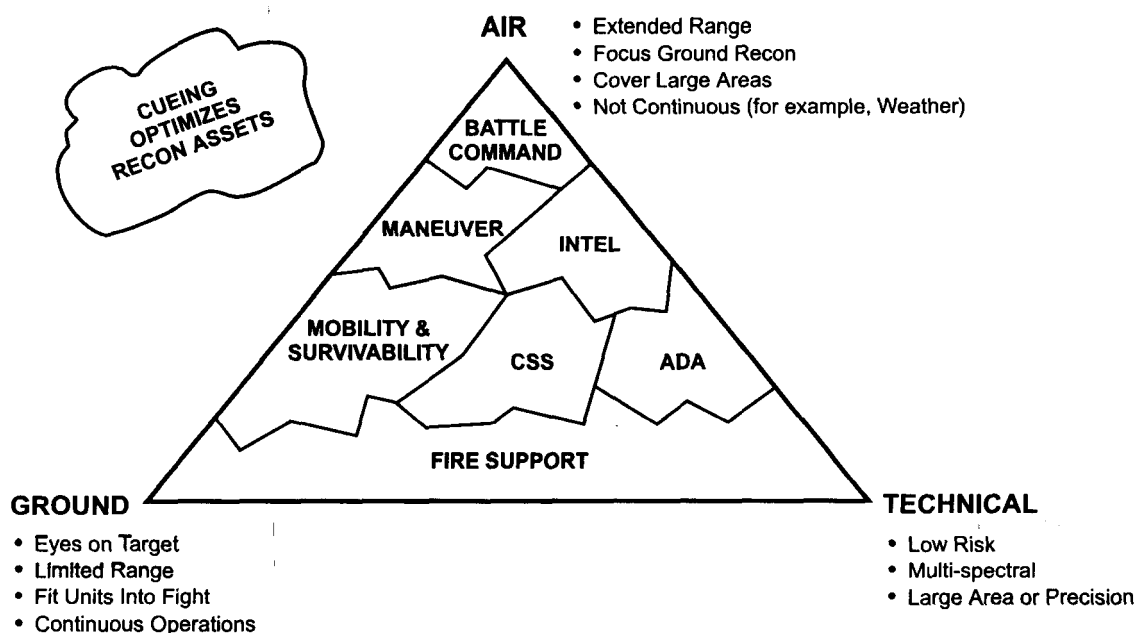 AIR
• Extended Range
• Focus Ground Recon
• Cover Large Areas
• Not Continuous (for example, Weather)
CUEING
OPTIMIZES
RECON ASSETS
BATTLE
COMMAND
MANEUVER
INTEL
MOBILITY &
SURVIVABILITY
CSS
ADA
FIRE SUPPORT
GROUND
• Eyes on Target
• Limited Range
• Fit Units Into Fight
• Continuous Operations
TECHNICAL
• Low Risk
• Multi-spectral
• Large Area or Precision